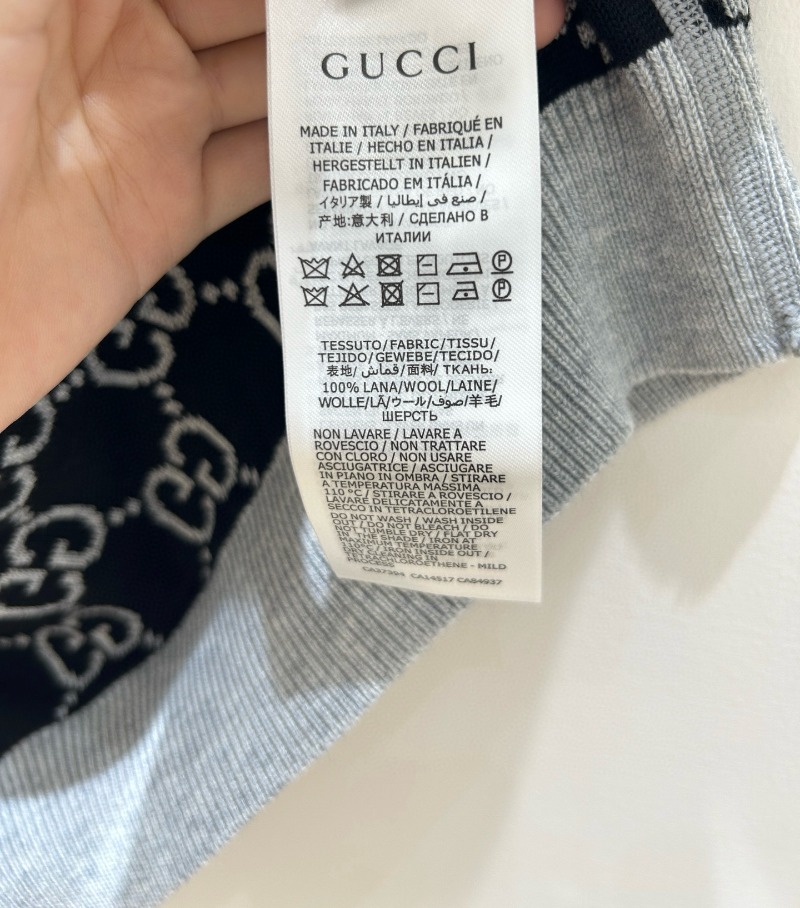 GUCCI
MADE IN ITALY / FABRIQUÉ EN
ITALIE / HECHO EN ITALIA /
HERGESTELLT IN ITALIEN /
FABRICADO EM ITÁLIA /
イタリア製 / صنع في إيطاليا /
产地:意大利 / СДЕЛАНО В
ИТАЛИИ
TESSUTO/FABRIC/TISSU/
TEJIDO/GEWEBE/TECIDO/
表地/ قماش /面料/ ТКАНЬ:
100% LANA/WOOL/LAINE/
WOLLE/LÃ/ウール/صوف/羊毛/
ШЕРСТЬ
NON LAVARE / LAVARE A
ROVESCIO / NON TRATTARE
CON CLORO / NON USARE
ASCIUGATRICE / ASCIUGARE
IN PIANO IN OMBRA / STIRARE
A TEMPERATURA MASSIMA
110 °C / STIRARE A ROVESCIO /
LAVARE DELICATAMENTE A
SECCO IN TETRACLOROETILENE
DO NOT WASH / WASH INSIDE
OUT / DO NOT BLEACH / DO
NOT TUMBLE DRY / FLAT DRY
IN THE SHADE / IRON AT
MAXIMUM TEMPERATURE
/ IRON INSIDE OUT /
DRY CLEANING IN
TETRACHLOROETHENE - MILD
PROCESS
CA27394 CA14517 CA84937